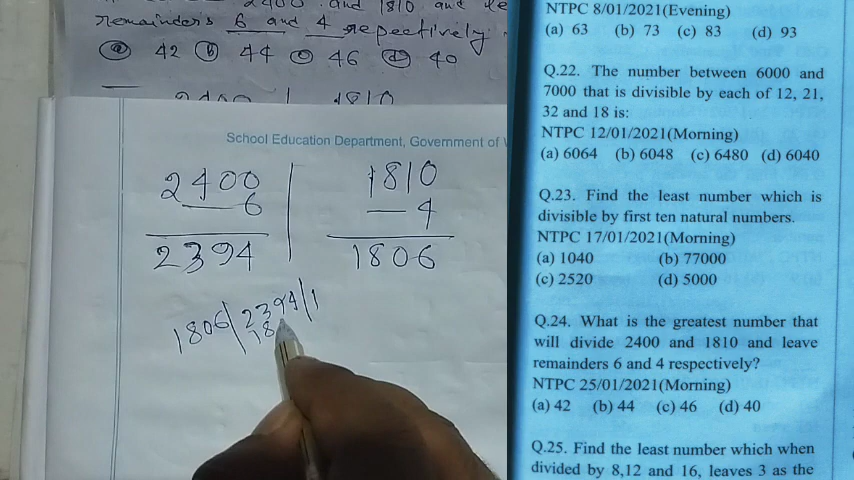 2400 and 1810 and le
remainders 6 and 4 respectively
(a) 42 (b) 44 (c) 46 (d) 40
2400 | 1810
School Education Department, Government of W
2400 | 1810
— 6 — 4
2394 1806
1806 ) 2394 ( 1
18
NTPC 8/01/2021(Evening)
(a) 63 (b) 73 (c) 83 (d) 93
Q.22. The number between 6000 and
7000 that is divisible by each of 12, 21,
32 and 18 is:
NTPC 12/01/2021(Morning)
(a) 6064 (b) 6048 (c) 6480 (d) 6040
Q.23. Find the least number which is
divisible by first ten natural numbers.
NTPC 17/01/2021(Morning)
(a) 1040 (b) 77000
(c) 2520 (d) 5000
Q.24. What is the greatest number that
will divide 2400 and 1810 and leave
remainders 6 and 4 respectively?
NTPC 25/01/2021(Morning)
(a) 42 (b) 44 (c) 46 (d) 40
Q.25. Find the least number which when
divided by 8,12 and 16, leaves 3 as the